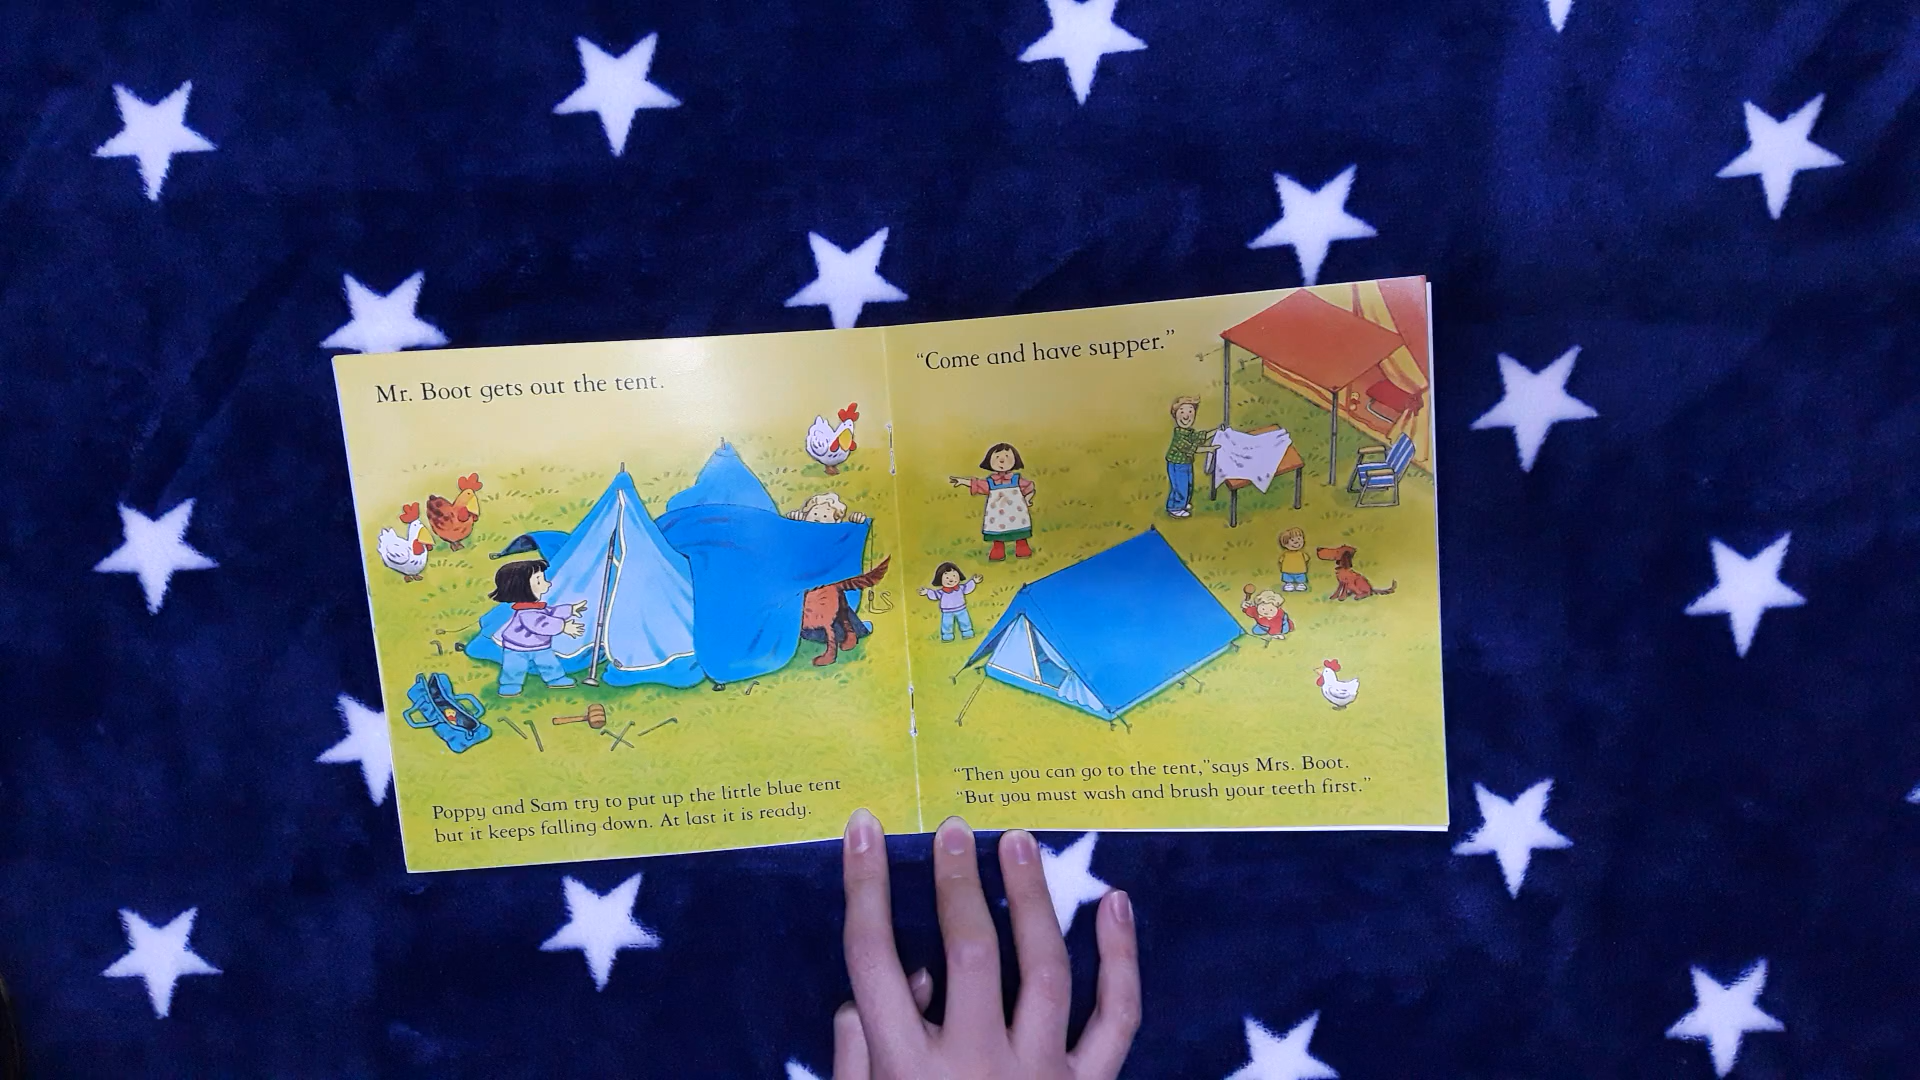 Mr. Boot gets out the tent.
Poppy and Sam try to put up the little blue tent
but it keeps falling down. At last it is ready.
“Come and have supper.”
“Then you can go to the tent,” says Mrs. Boot.
“But you must wash and brush your teeth first.”